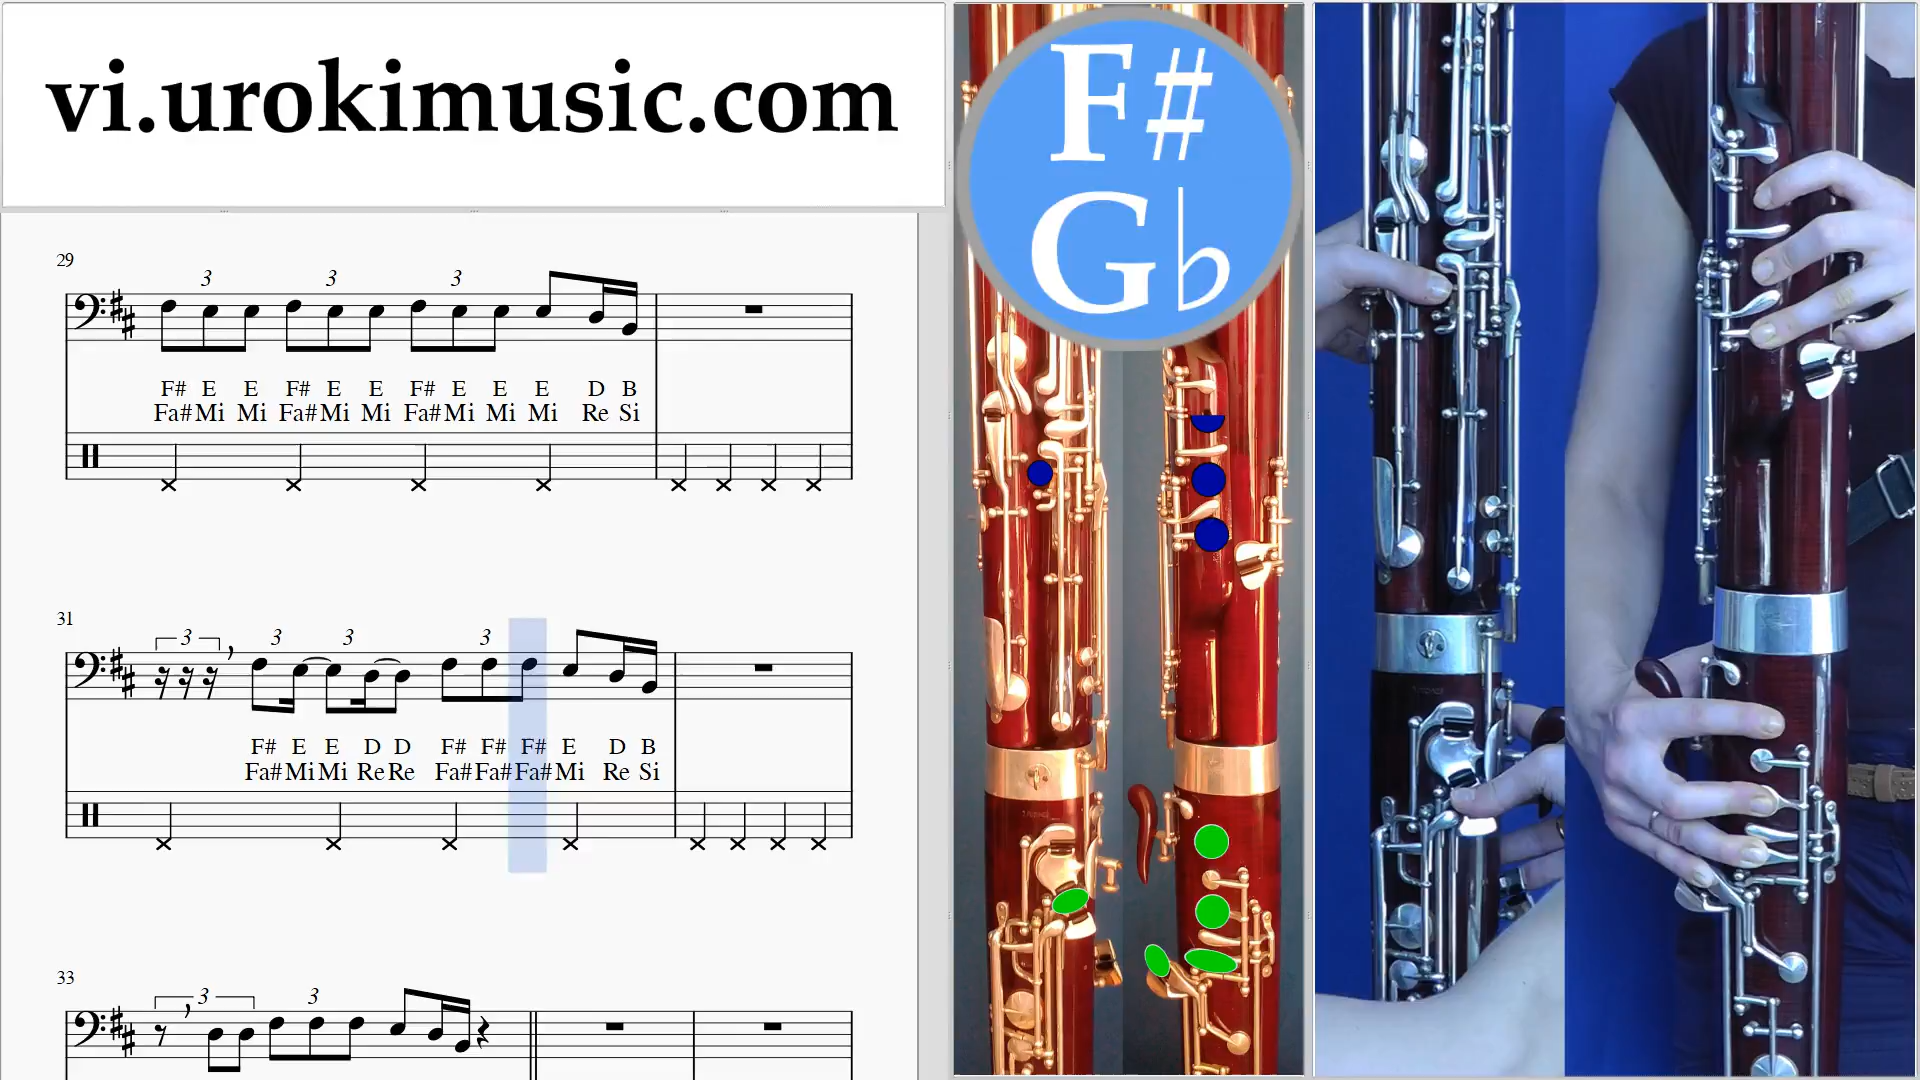 vi.urokimusic.com
F#
G♭
29
3 3 3
F# E E F# E E F# E E E D B
Fa# Mi Mi Fa# Mi Mi Fa# Mi Mi Mi Re Si
31
3 3 3 3
F# E E D D F# F# F# E D B
Fa# Mi Mi Re Re Fa# Fa# Fa# Mi Re Si
33
3 3